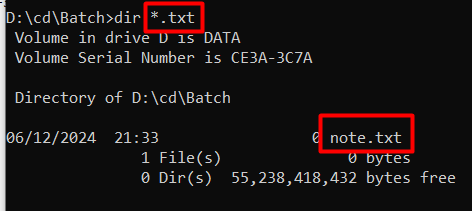 D:\cd\Batch>dir *.txt
Volume in drive D is DATA
Volume Serial Number is CE3A-3C7A
Directory of D:\cd\Batch
06/12/2024 21:33 0 note.txt
1 File(s) 0 bytes
0 Dir(s) 55,238,418,432 bytes free